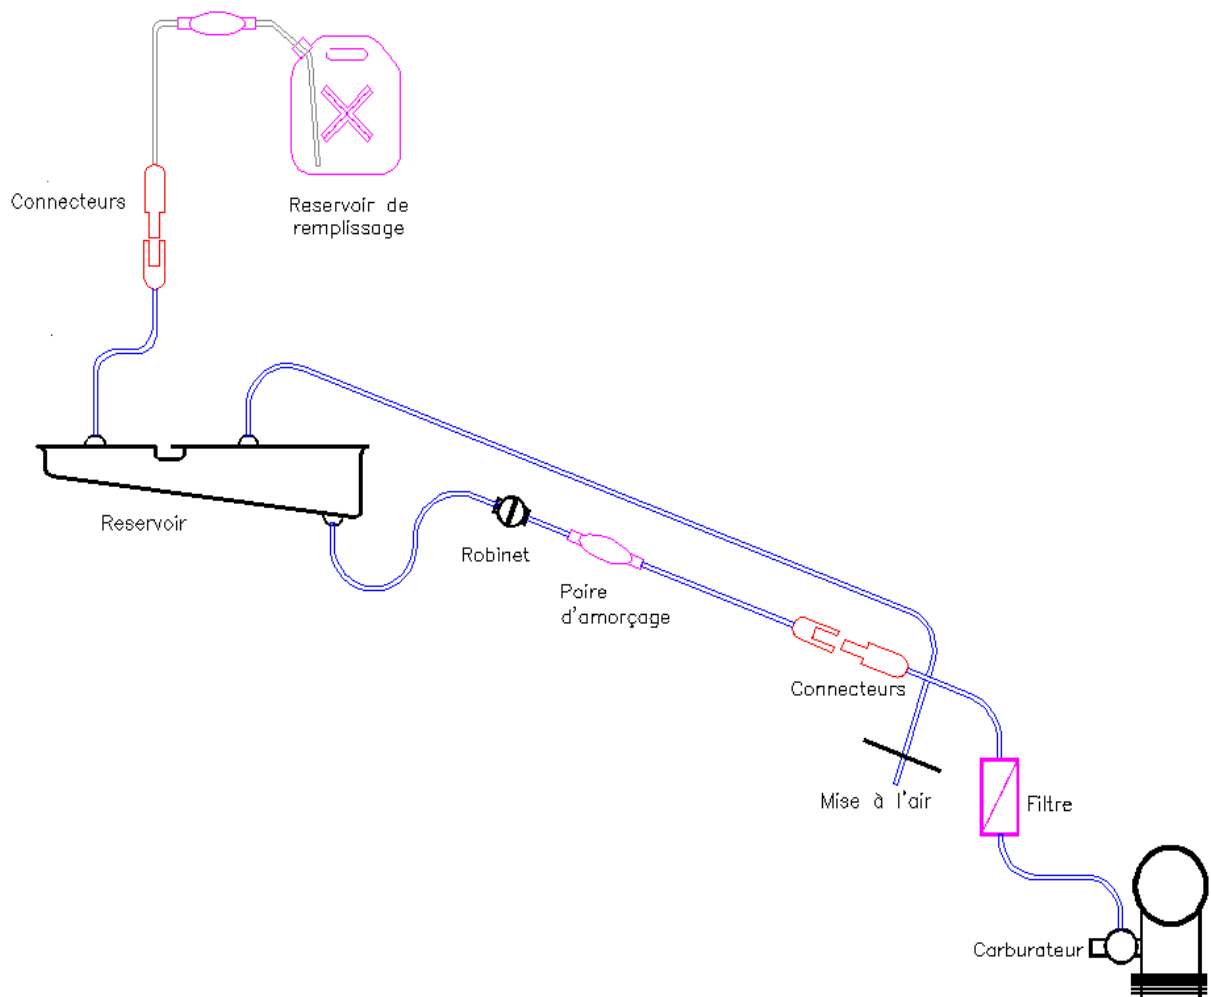 Connecteurs
Reservoir de
remplissage
Reservoir
Robinet
Poire
d'amorçage
Connecteurs
Mise à l'air
Filtre
Carburateur